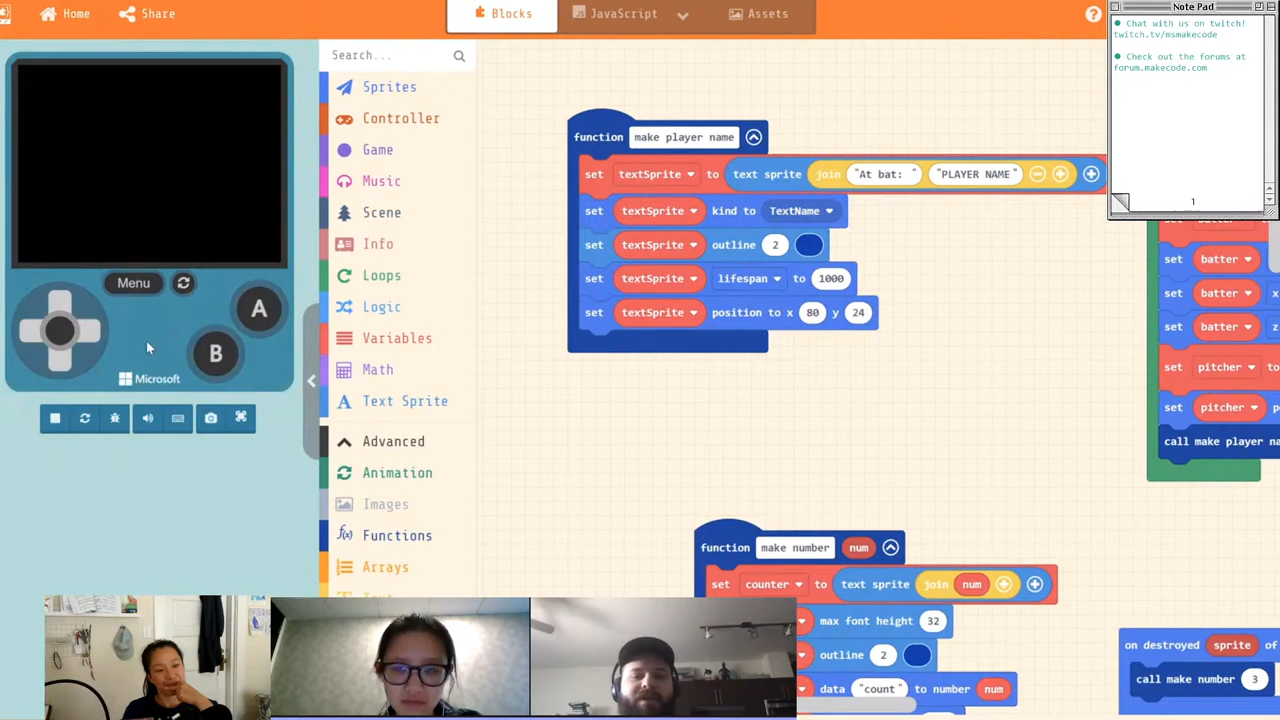 Home
Share
Blocks
JavaScript
Assets
?
Note Pad
Chat with us on twitch!
twitch.tv/msmakecode
Check out the forums at
forum.makecode.com
1
Menu
A
B
Microsoft
Search...
Sprites
Controller
Game
Music
Scene
Info
Loops
Logic
Variables
Math
Text Sprite
Advanced
Animation
Images
Functions
Arrays
function make player name
set textSprite to text sprite join "At bat: " "PLAYER NAME"
set textSprite kind to TextName
set textSprite outline 2
set textSprite lifespan to 1000
set textSprite position to x 80 y 24
set batter
set batter x
set batter z
set pitcher to
set pitcher po
call make player na
function make number num
set counter to text sprite join num
max font height 32
outline 2
data "count" to number num
on destroyed sprite of
call make number 3